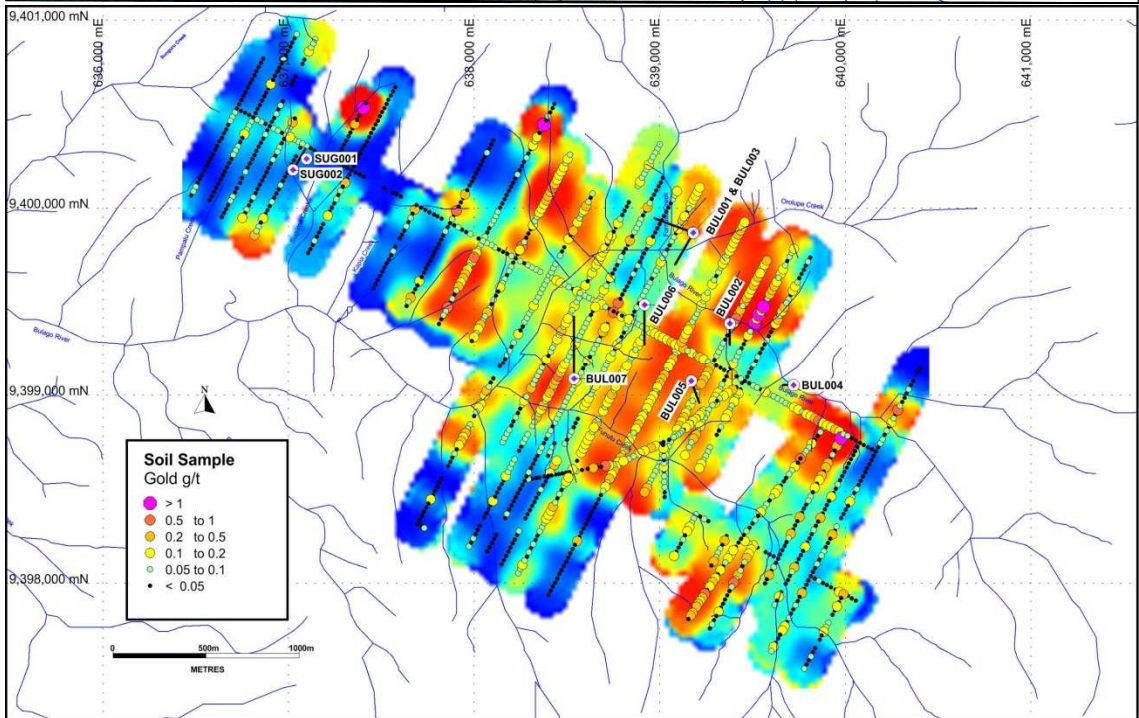 9,401,000 mN
636,000 mE
637,000 mE
638,000 mE
639,000 mE
640,000 mE
641,000 mE
SUG001
SUG002
9,400,000 mN
BUL001 & BUL003
Orolupa Creek
Bulago River
BUL002
BUL006
Bulago River
BUL007
BUL005
BUL004
Bulago River
9,399,000 mN
N
Soil Sample
Gold g/t
> 1
0.5 to 1
0.2 to 0.5
0.1 to 0.2
0.05 to 0.1
< 0.05
9,398,000 mN
0 500m 1000m
METRES